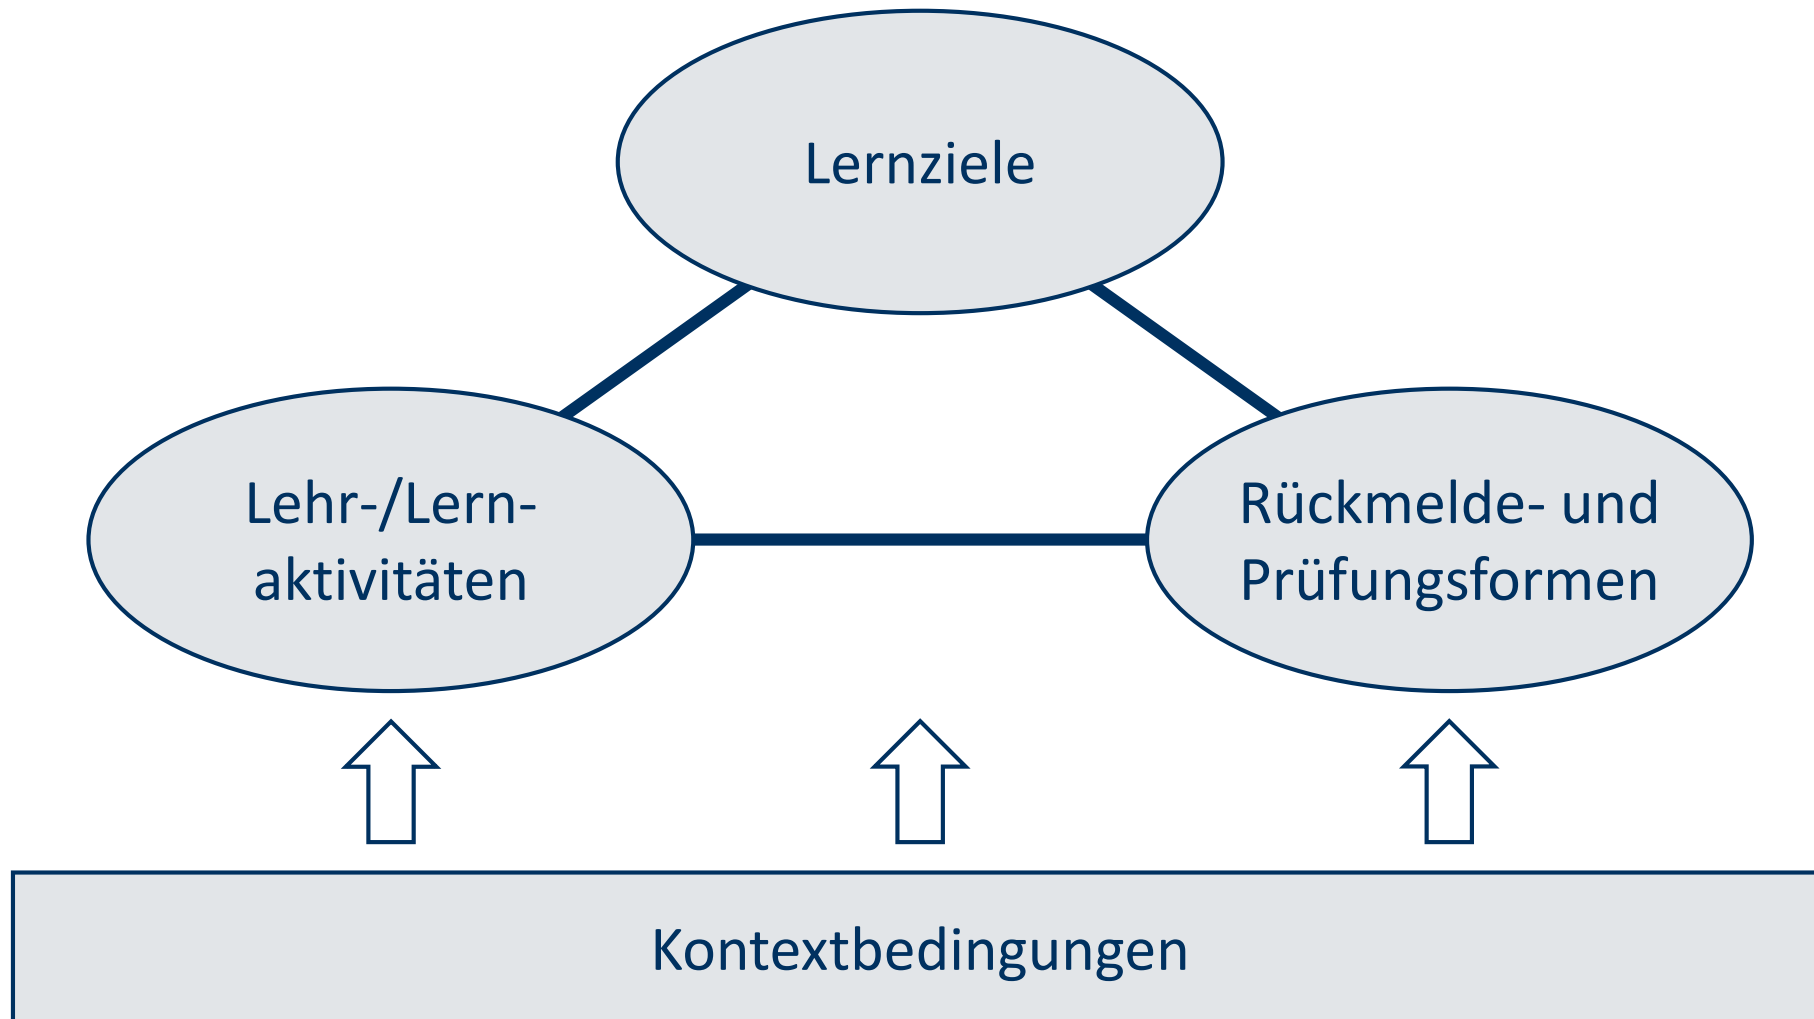 Lernziele
Lehr-/Lern-
aktivitäten
Rückmelde- und
Prüfungsformen
Kontextbedingungen